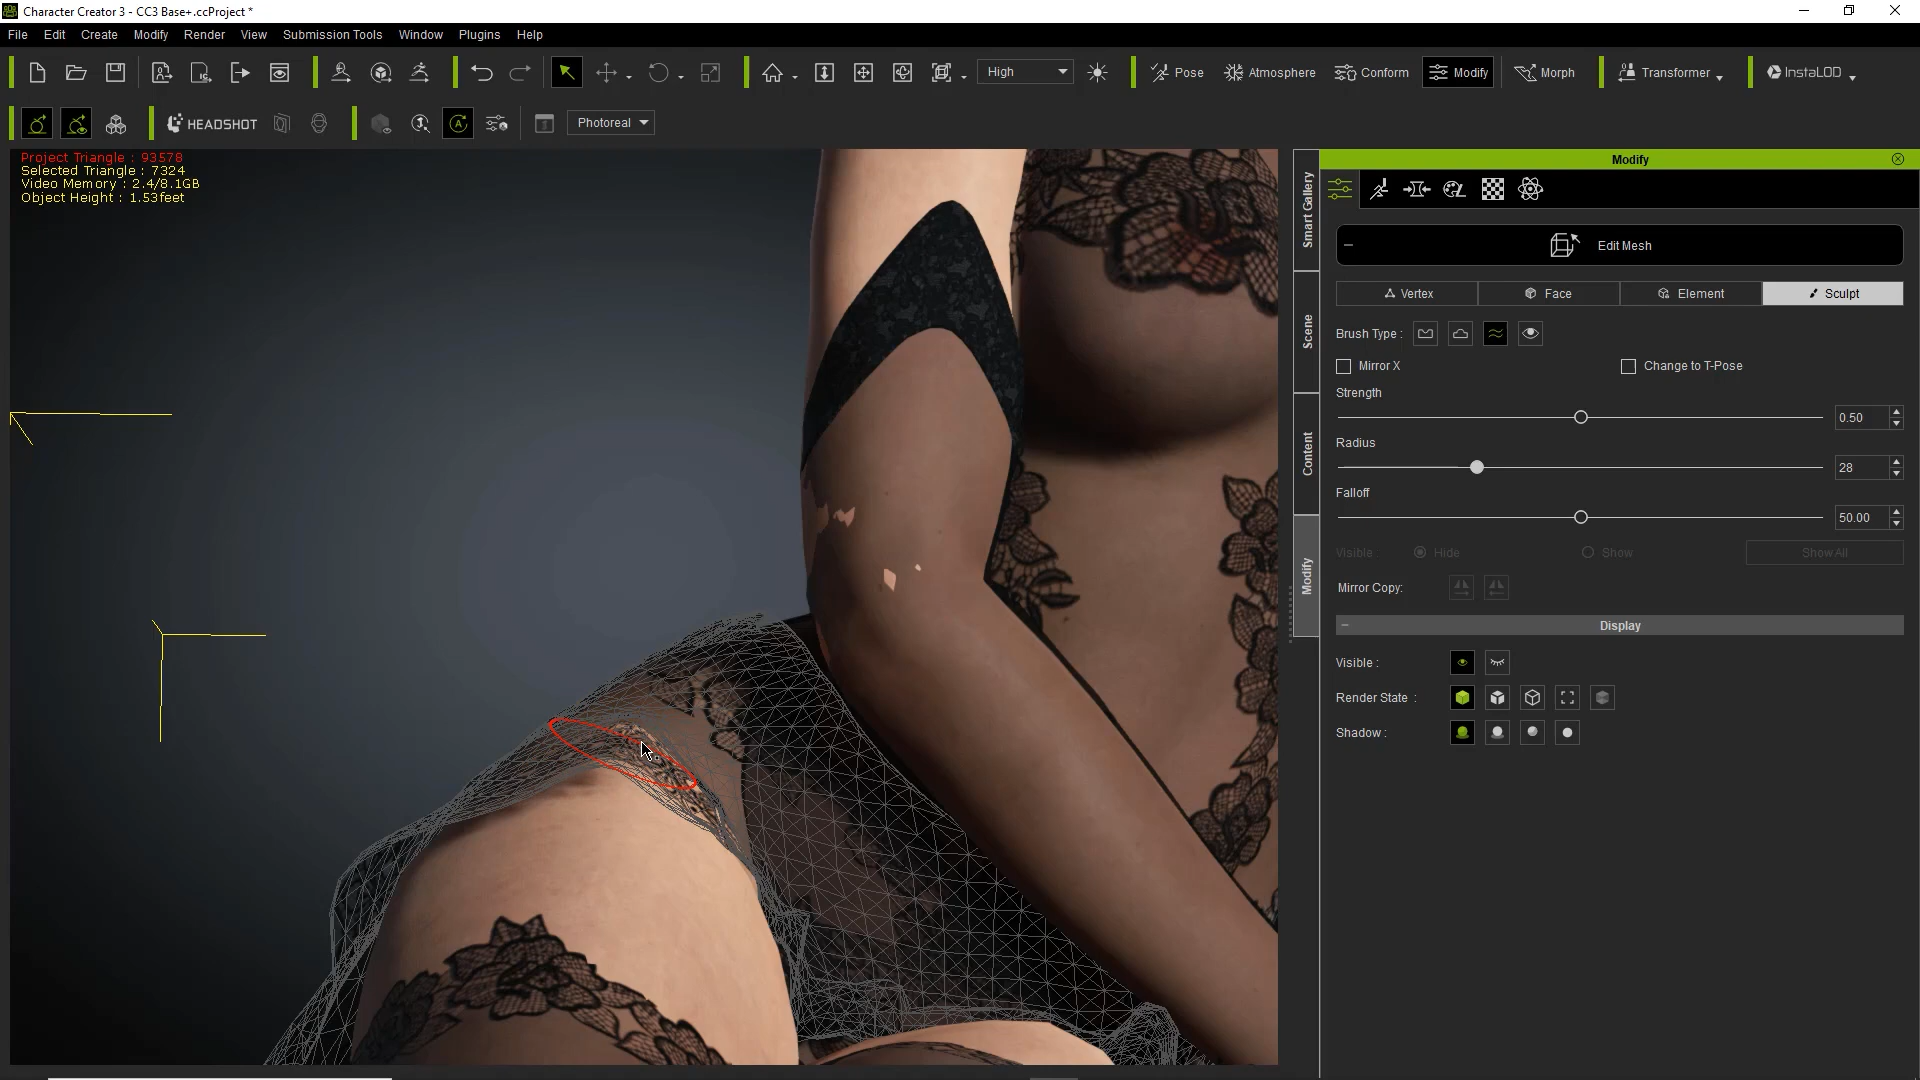 Character Creator 3 - CC3 Base+.ccProject *
File Edit Create Modify Render View Submission Tools Window Plugins Help
High Pose Atmosphere Conform Modify Morph Transformer InstaLOD
HEADSHOT Photoreal
Project Triangle : 93578
Selected Triangle : 7324
Video Memory : 2.4/8.1GB
Object Height : 1.53feet
Smart Gallery
Scene
Content
Modify
Modify
Edit Mesh
Vertex Face Element Sculpt
Brush Type :
Mirror X Change to T-Pose
Strength
0.50
Radius
28
Falloff
50.00
Visible : Hide Show Show All
Mirror Copy:
Display
Visible :
Render State :
Shadow :